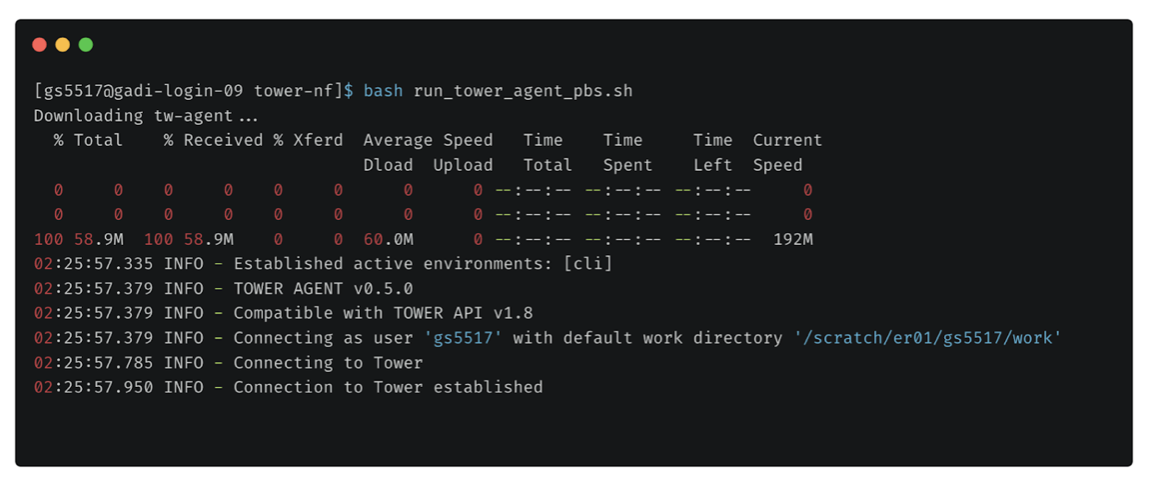 [gs5517@gadi-login-09 tower-nf]$ bash run_tower_agent_pbs.sh
Downloading tw-agent...
  % Total    % Received % Xferd  Average Speed   Time    Time     Time  Current
                                 Dload  Upload   Total   Spent    Left  Speed
  0     0    0     0    0     0      0      0 --:--:-- --:--:-- --:--:--     0
  0     0    0     0    0     0      0      0 --:--:-- --:--:-- --:--:--     0
100 58.9M  100 58.9M    0     0  60.0M      0 --:--:-- --:--:-- --:--:--  192M
02:25:57.335 INFO - Established active environments: [cli]
02:25:57.379 INFO - TOWER AGENT v0.5.0
02:25:57.379 INFO - Compatible with TOWER API v1.8
02:25:57.379 INFO - Connecting as user 'gs5517' with default work directory '/scratch/er01/gs5517/work'
02:25:57.785 INFO - Connecting to Tower
02:25:57.950 INFO - Connection to Tower established